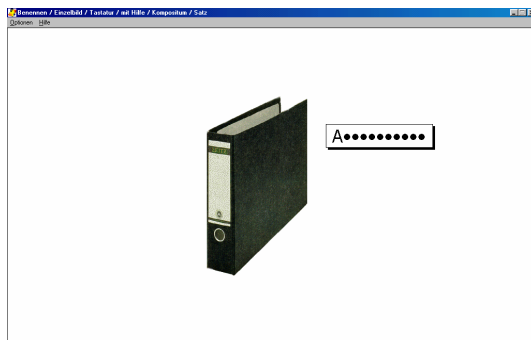 Benennen / Einzelbild / Tastatur / mit Hilfe / Kompositum / Satz
Optionen Hilfe
A●●●●●●●●●●